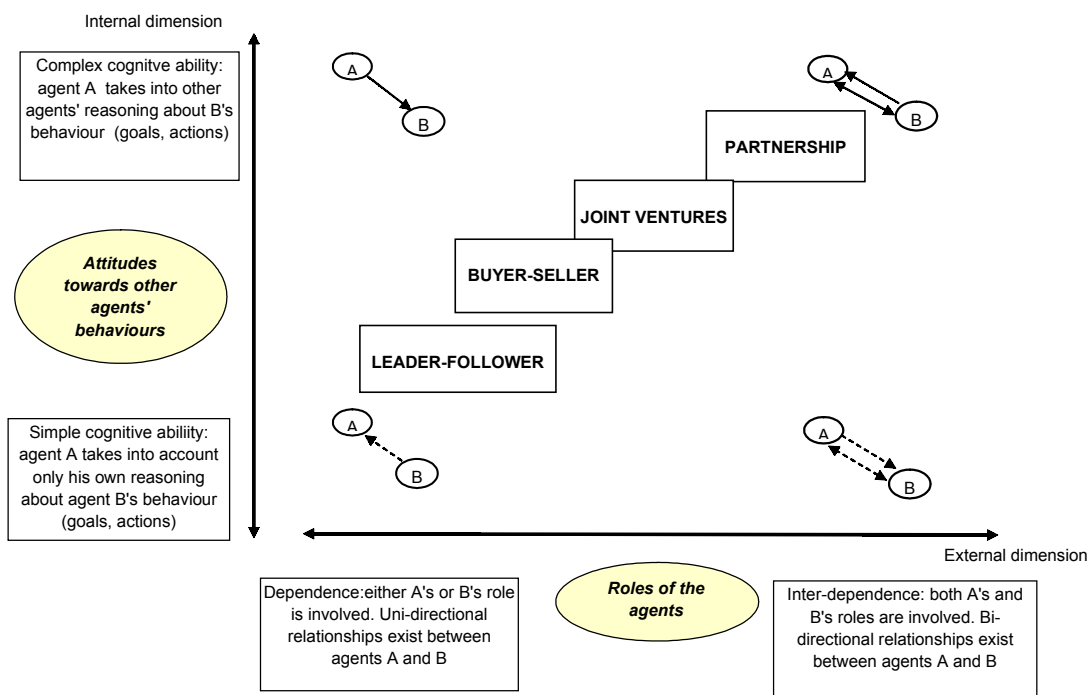 Internal dimension
Complex cognitve ability:
agent A  takes into other
agents' reasoning about B's
behaviour  (goals, actions)
A
B
A
B
PARTNERSHIP
JOINT VENTURES
Attitudes
towards other
agents'
behaviours
BUYER-SELLER
LEADER-FOLLOWER
Simple cognitive abiliity:
agent A takes into account
only his own reasoning
about agent B's behaviour
(goals, actions)
A
B
A
B
External dimension
Dependence:either A's or B's role
is involved. Uni-directional
relationships exist between
agents A and B
Roles of the
agents
Inter-dependence: both A's and
B's roles are involved. Bi-
directional relationships exist
between agents A and B